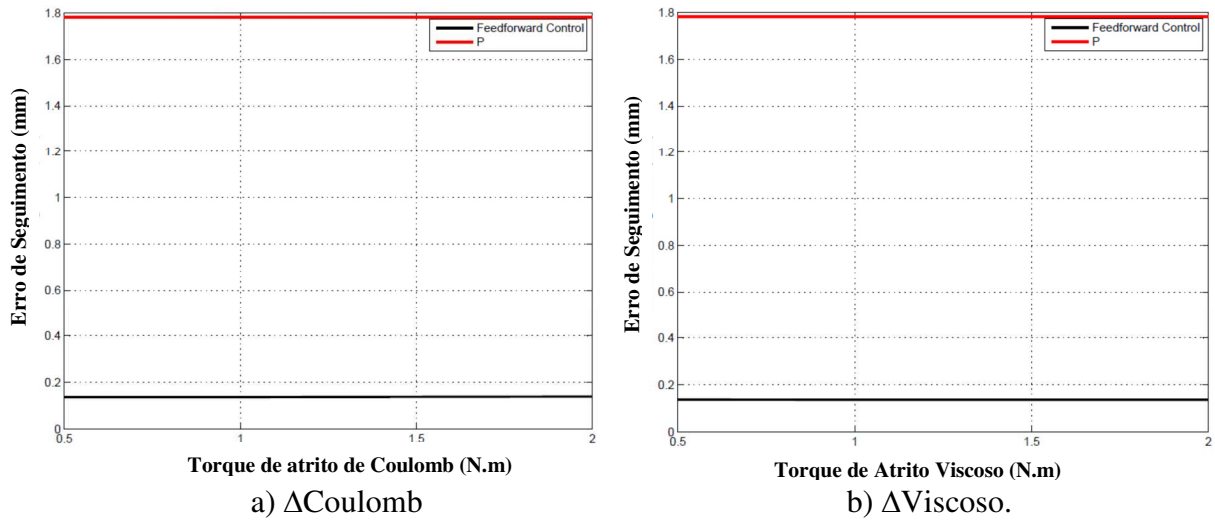 1.8
1.6
1.4
1.2
1
0.8
0.6
0.4
0.2
0
0.5
1
1.5
2
Feedforward Control
P
Erro de Seguimento (mm)
Torque de atrito de Coulomb (N.m)
a) ΔCoulomb
1.8
1.6
1.4
1.2
1
0.8
0.6
0.4
0.2
0
0.5
1
1.5
2
Feedforward Control
P
Erro de Seguimento (mm)
Torque de Atrito Viscoso (N.m)
b) ΔViscoso.